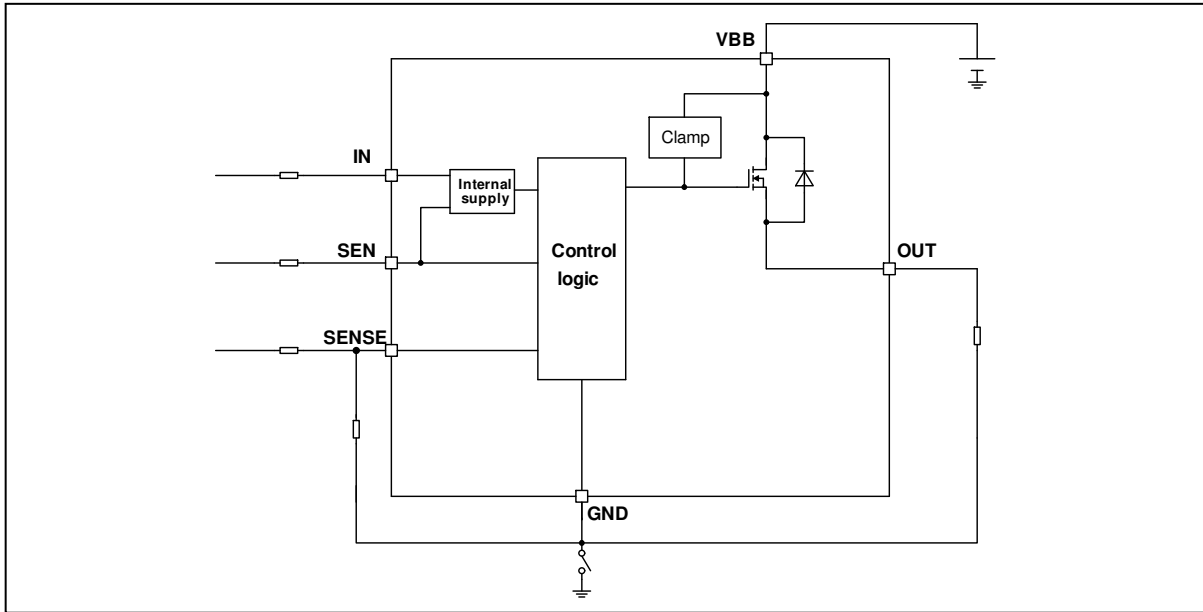 VBB
Clamp
IN
Internal
supply
SEN
Control
logic
OUT
SENSE
GND